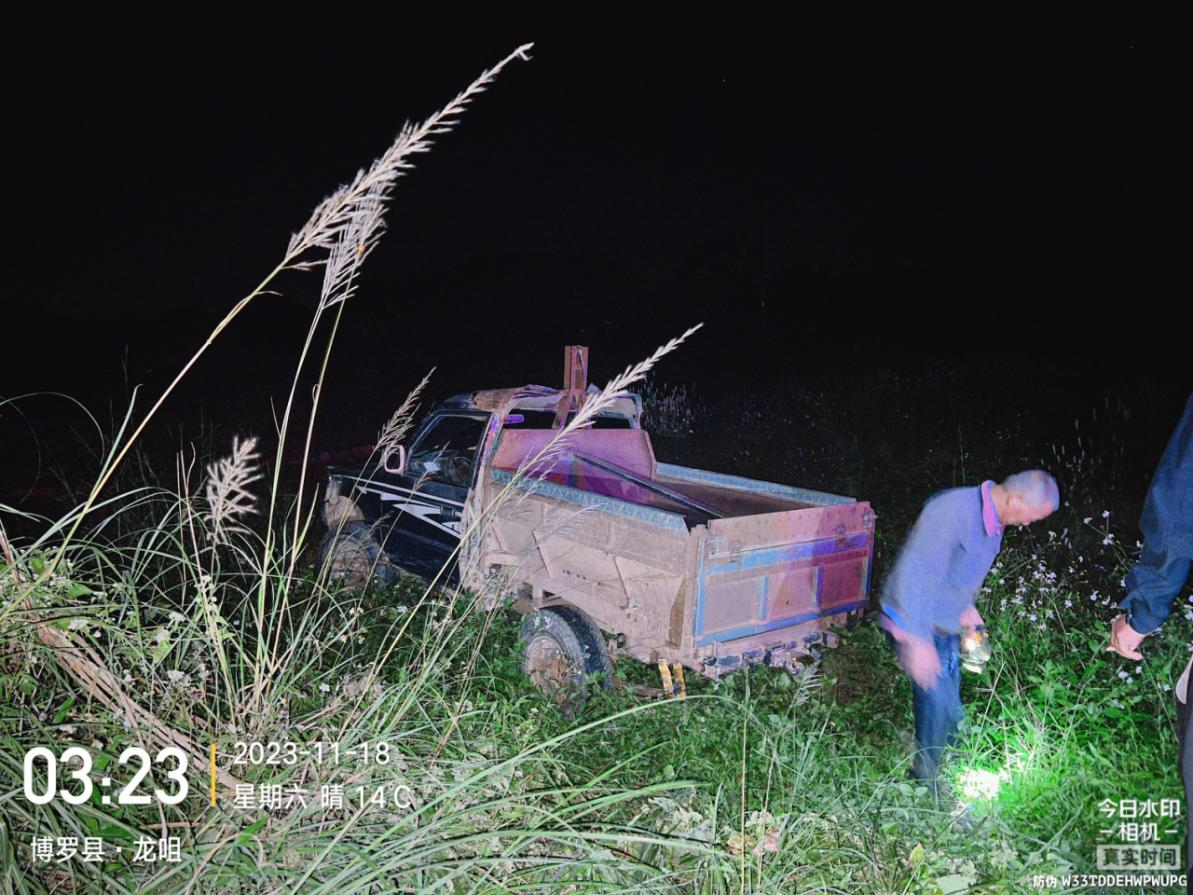 03:23
2023-11-18
星期六 晴 14℃
博罗县·龙咀
今日水印
-相机-
真实时间
防伪 W33TDDEHWPWUPG